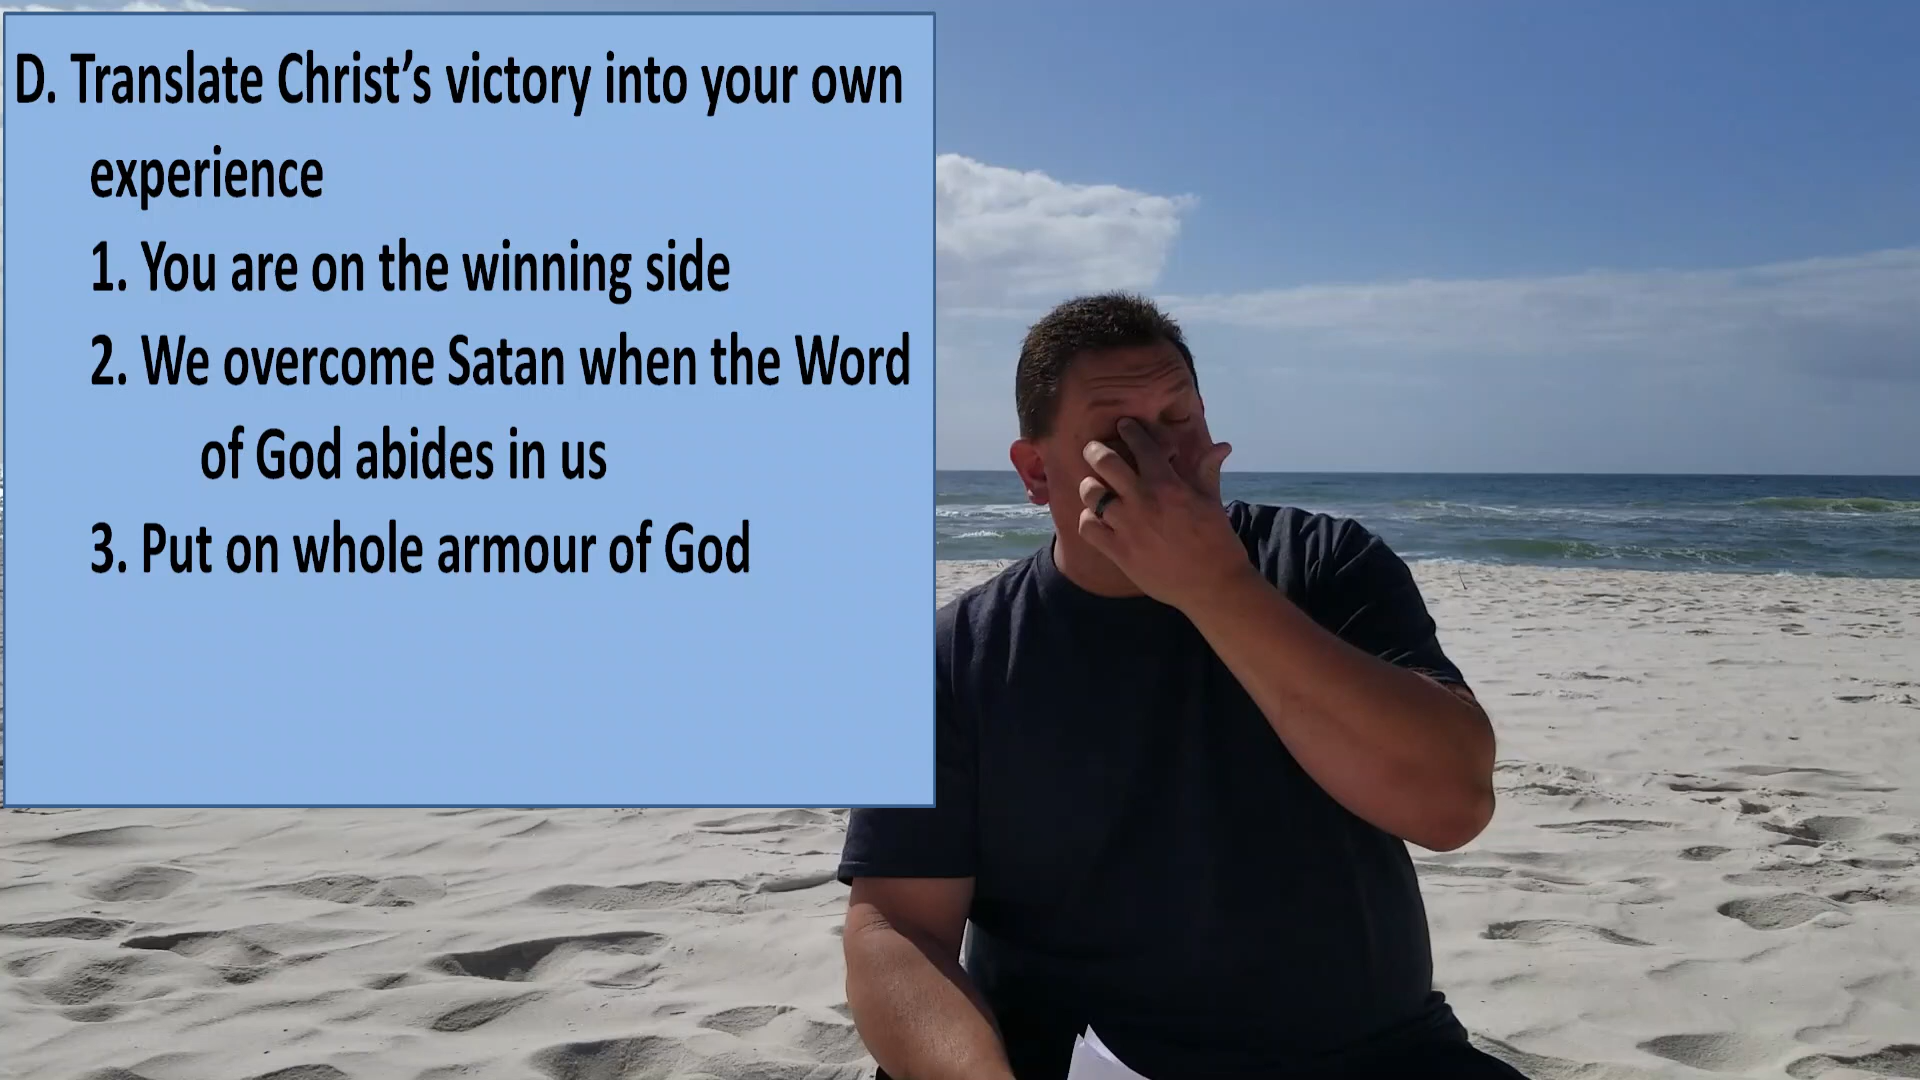 D. Translate Christ’s victory into your own
experience
1. You are on the winning side
2. We overcome Satan when the Word
of God abides in us
3. Put on whole armour of God